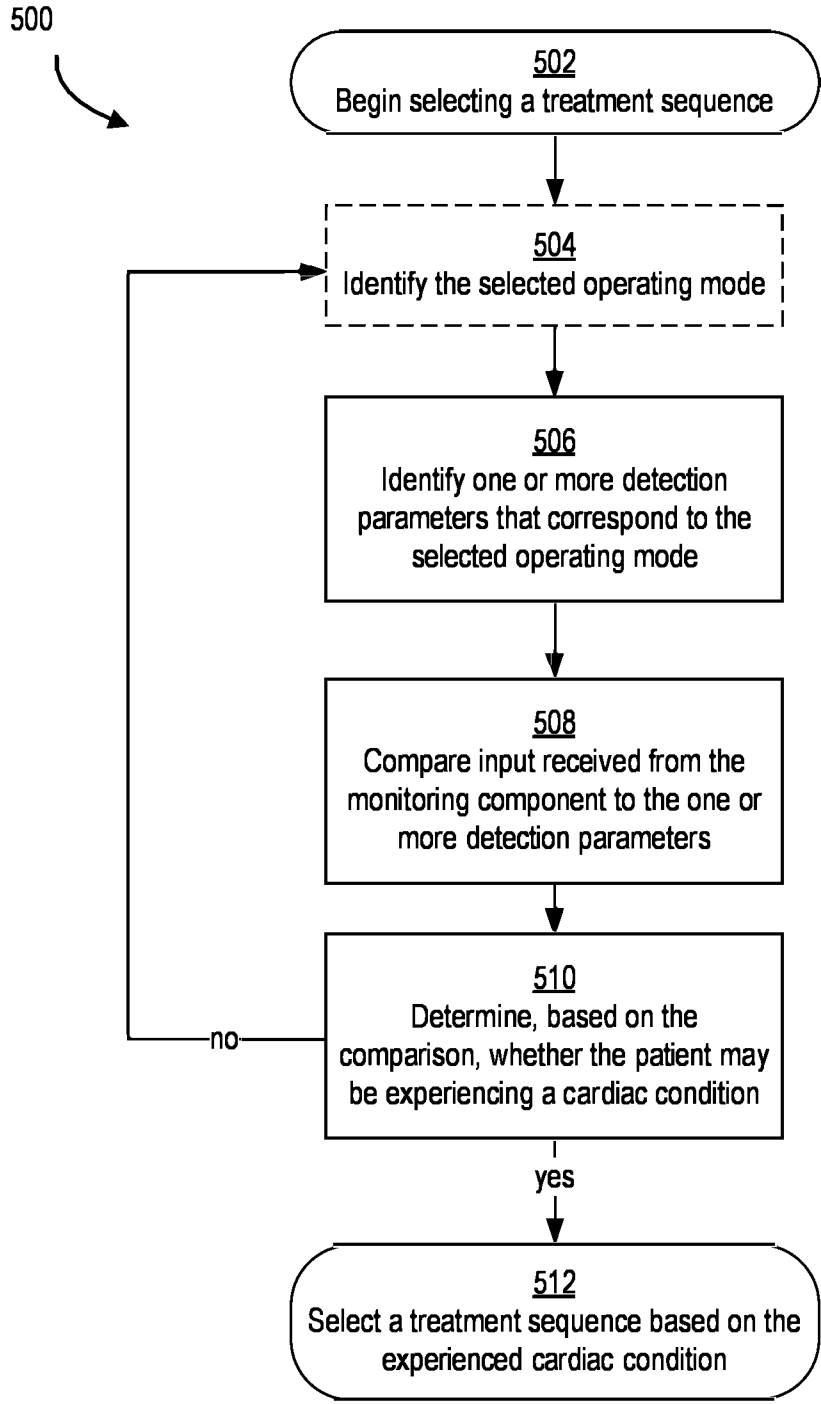 500
502
Begin selecting a treatment sequence
504
Identify the selected operating mode
506
Identify one or more detection
parameters that correspond to the
selected operating mode
508
Compare input received from the
monitoring component to the one or
more detection parameters
510
Determine, based on the
comparison, whether the patient may
be experiencing a cardiac condition
no
yes
512
Select a treatment sequence based on the
experienced cardiac condition